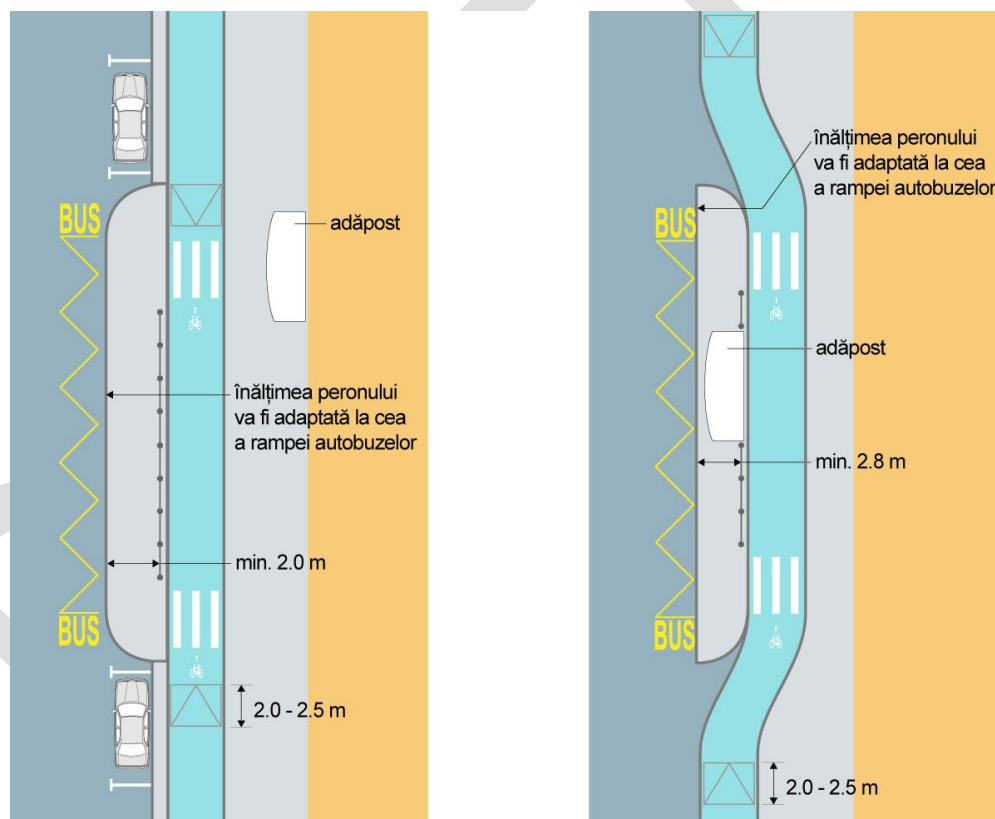 BUS
adăpost
înălțimea peronului
va fi adaptată la cea
a rampei autobuzelor
min. 2.0 m
BUS
2.0 - 2.5 m
înălțimea peronului
va fi adaptată la cea
a rampei autobuzelor
BUS
adăpost
min. 2.8 m
BUS
2.0 - 2.5 m